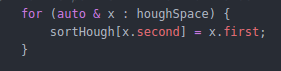 for (auto & x : houghSpace) {
    sortHough[x.second] = x.first;
}